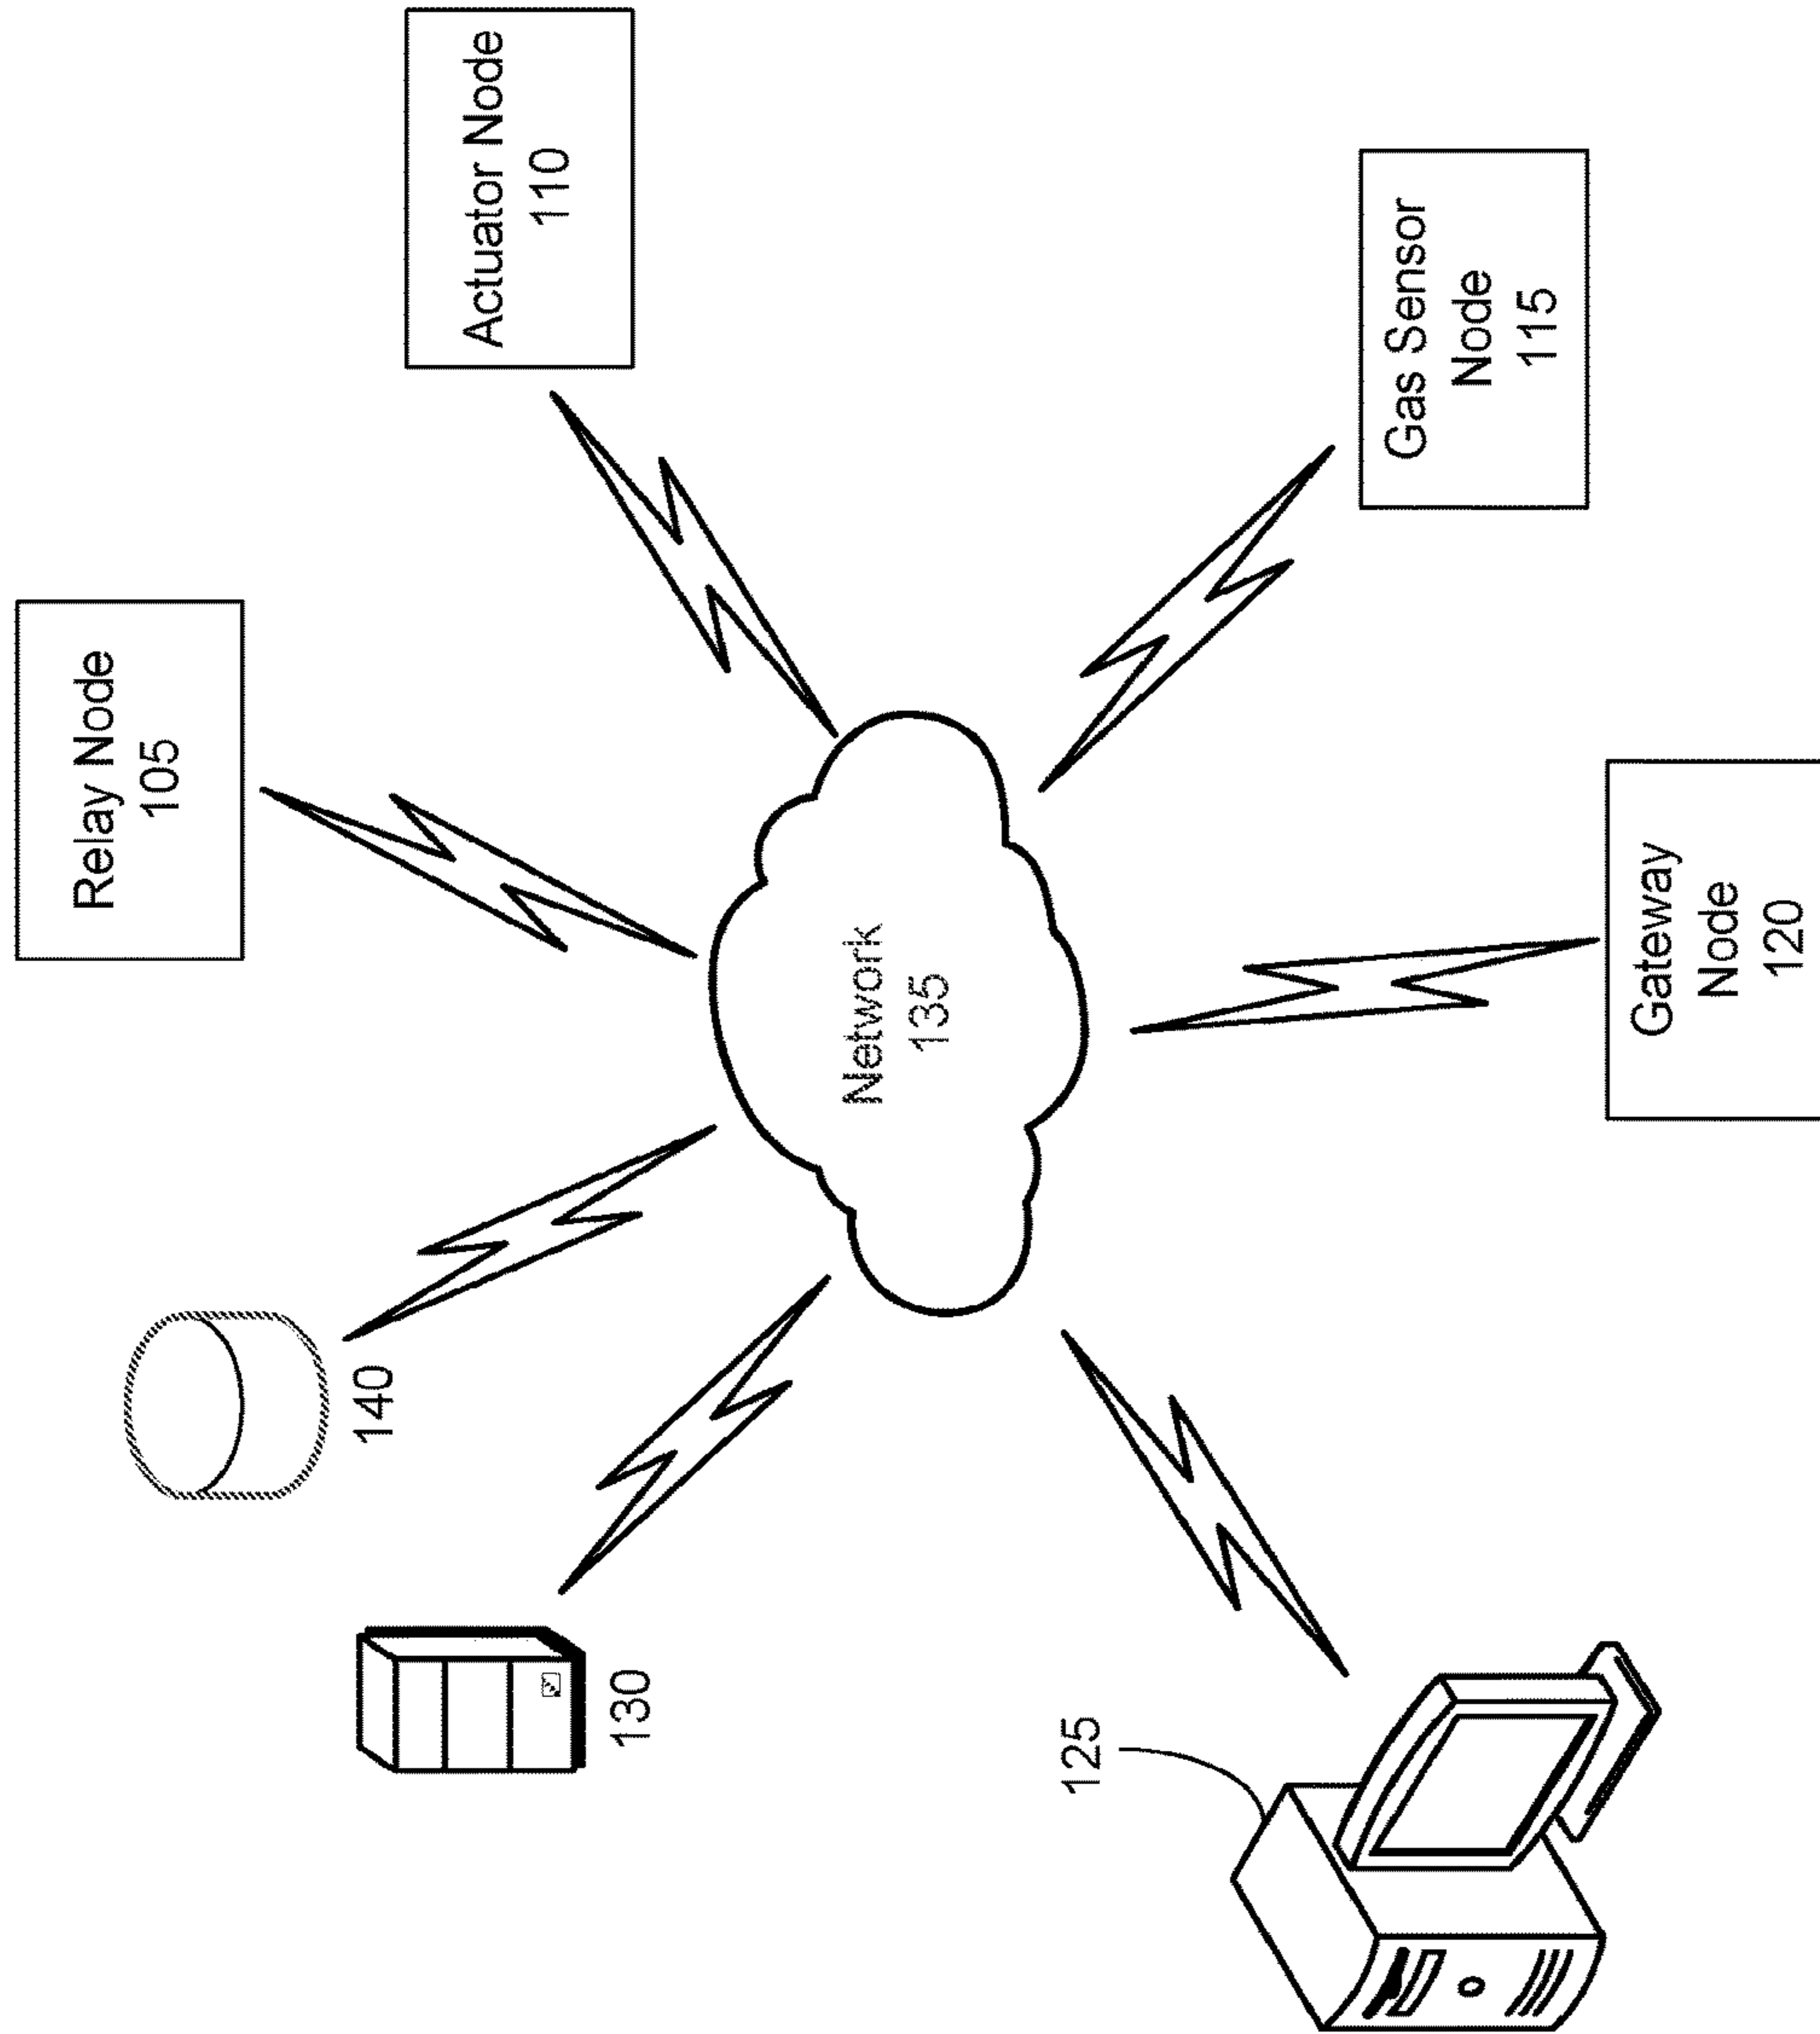 140
Relay Node
105
130
Actuator Node
110
Network
135
125
Gas Sensor
Node
115
Gateway
Node
120